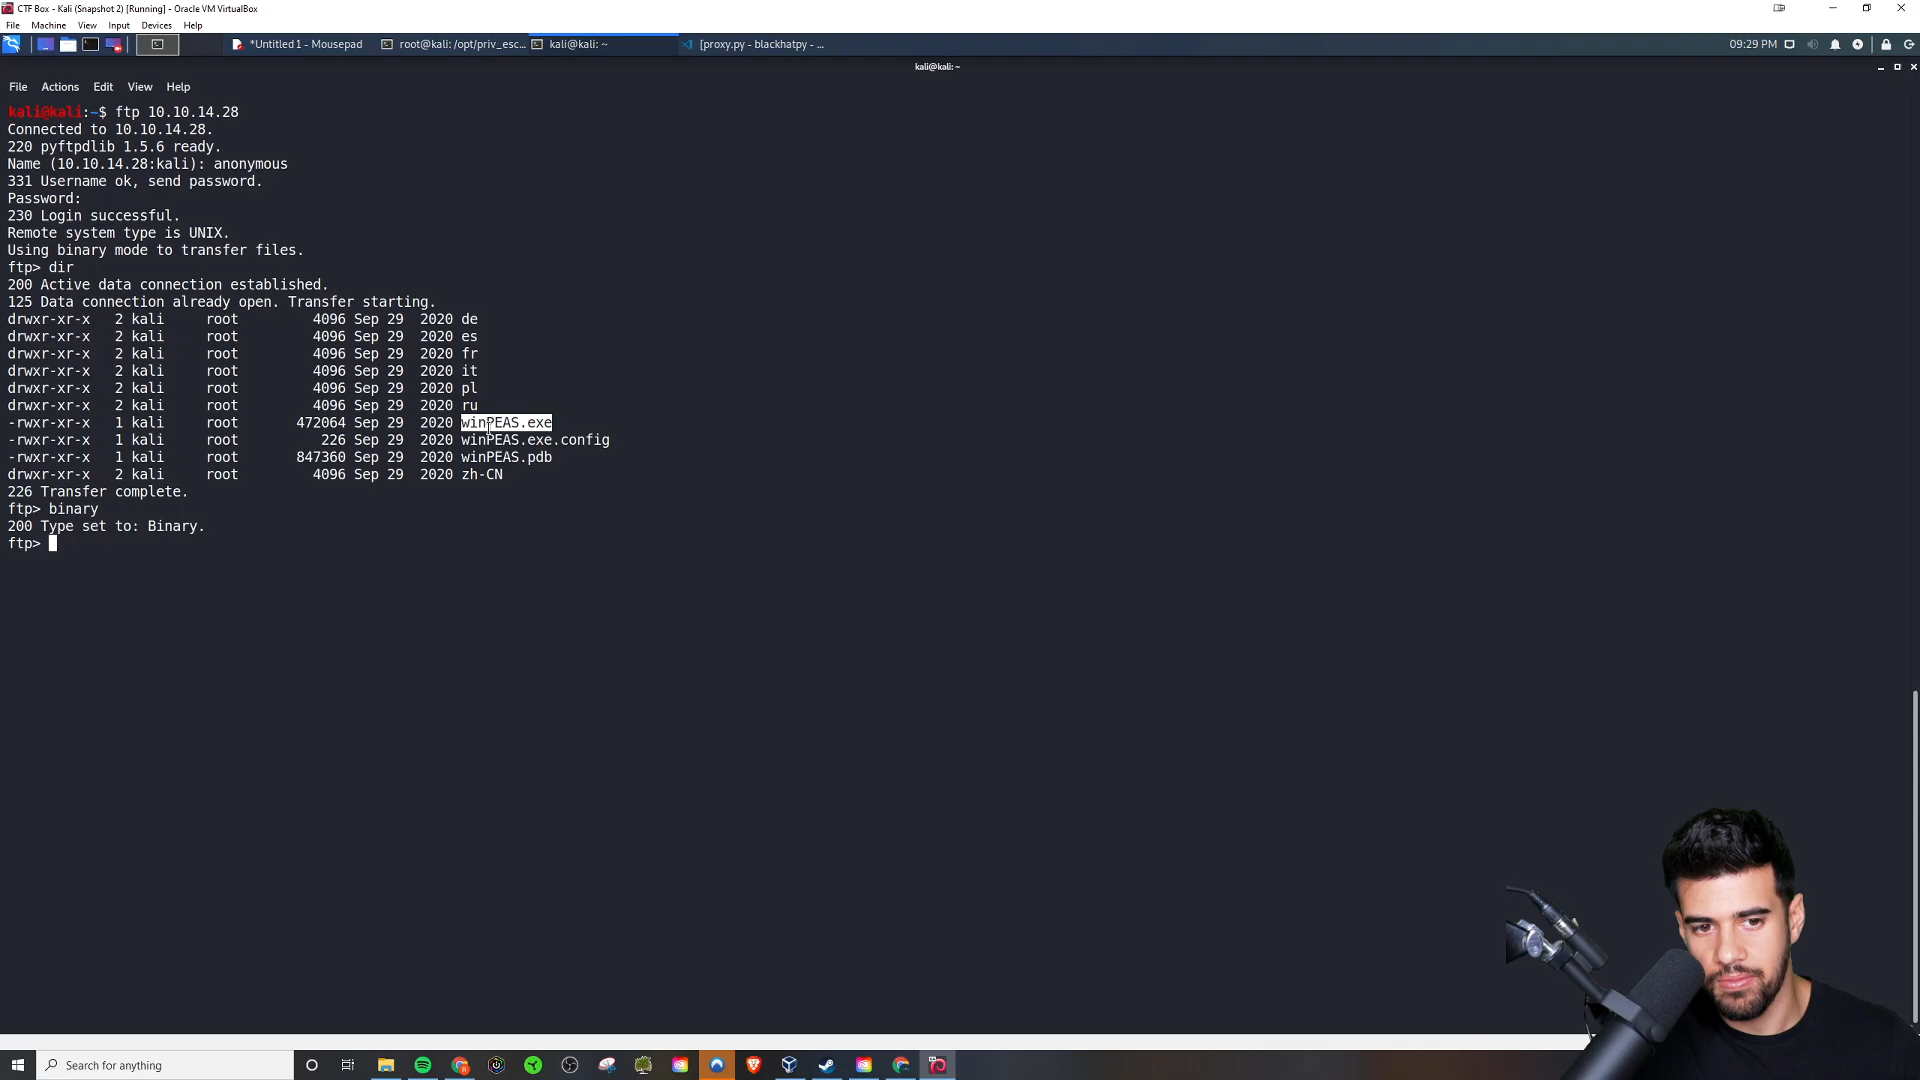 CTF Box - Kali (Snapshot 2) [Running] - Oracle VM VirtualBox
File Machine View Input Devices Help
*Untitled 1 - Mousepad
root@kali: /opt/priv_esc...
kali@kali: ~
[proxy.py - blackhatpy - ...
09:29 PM
kali@kali: ~
File Actions Edit View Help
kali@kali:~$ ftp 10.10.14.28
Connected to 10.10.14.28.
220 pyftpdlib 1.5.6 ready.
Name (10.10.14.28:kali): anonymous
331 Username ok, send password.
Password:
230 Login successful.
Remote system type is UNIX.
Using binary mode to transfer files.
ftp> dir
200 Active data connection established.
125 Data connection already open. Transfer starting.
drwxr-xr-x   2 kali     root         4096 Sep 29  2020 de
drwxr-xr-x   2 kali     root         4096 Sep 29  2020 es
drwxr-xr-x   2 kali     root         4096 Sep 29  2020 fr
drwxr-xr-x   2 kali     root         4096 Sep 29  2020 it
drwxr-xr-x   2 kali     root         4096 Sep 29  2020 pl
drwxr-xr-x   2 kali     root         4096 Sep 29  2020 ru
-rwxr-xr-x   1 kali     root       472064 Sep 29  2020 winPEAS.exe
-rwxr-xr-x   1 kali     root          226 Sep 29  2020 winPEAS.exe.config
-rwxr-xr-x   1 kali     root       847360 Sep 29  2020 winPEAS.pdb
drwxr-xr-x   2 kali     root         4096 Sep 29  2020 zh-CN
226 Transfer complete.
ftp> binary
200 Type set to: Binary.
ftp>
Search for anything